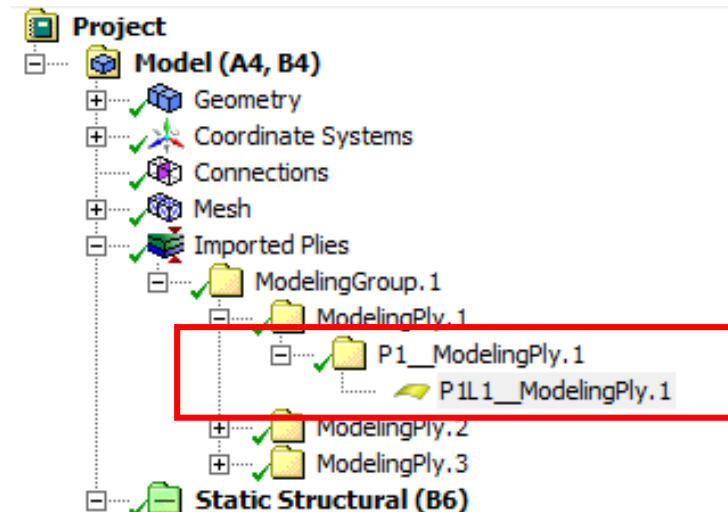 Project
Model (A4, B4)
Geometry
Coordinate Systems
Connections
Mesh
Imported Plies
ModelingGroup.1
ModelingPly.1
P1__ModelingPly.1
P1L1__ModelingPly.1
ModelingPly.2
ModelingPly.3
Static Structural (B6)